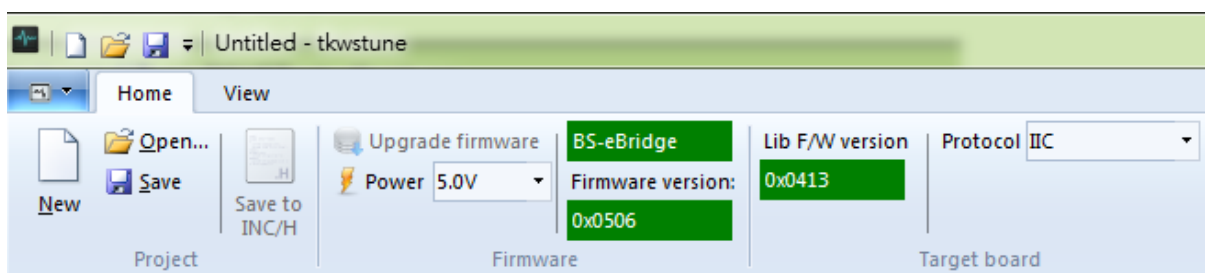 Untitled - tkwstune
Home View
New
Open...
Save
.H
Save to
INC/H
Project
Upgrade firmware
Power 5.0V
BS-eBridge
Firmware version:
0x0506
Firmware
Lib F/W version
0x0413
Protocol IIC
Target board